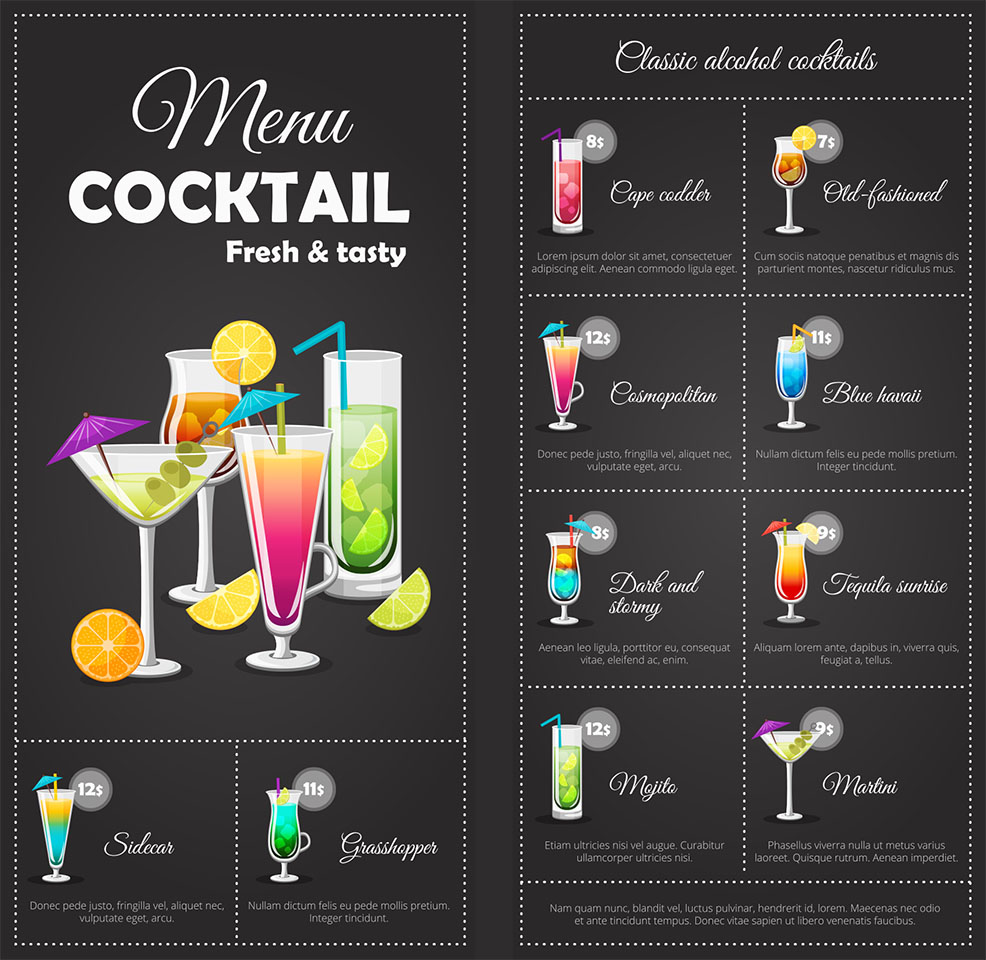 Menu
COCKTAIL
Fresh & tasty
12$
Sidecar
Donec pede justo, fringilla vel, aliquet nec,
vulputate eget, arcu.
11$
Grasshopper
Nullam dictum felis eu pede mollis pretium.
Integer tincidunt.
Classic alcohol cocktails
8$
Cape codder
Lorem ipsum dolor sit amet, consectetuer
adipiscing elit. Aenean commodo ligula eget.
7$
Old-fashioned
Cum sociis natoque penatibus et magnis dis
parturient montes, nascetur ridiculus mus.
12$
Cosmopolitan
Donec pede justo, fringilla vel, aliquet nec,
vulputate eget, arcu.
11$
Blue havaii
Nullam dictum felis eu pede mollis pretium.
Integer tincidunt.
8$
Dark and
stormy
Aenean leo ligula, porttitor eu, consequat
vitae, eleifend ac, enim.
9$
Tequila sunrise
Aliquam lorem ante, dapibus in, viverra quis,
feugiat a, tellus.
12$
Mojito
Etiam ultricies nisi vel augue. Curabitur
ullamcorper ultricies nisi.
9$
Martini
Phasellus viverra nulla ut metus varius
laoreet. Quisque rutrum. Aenean imperdiet.
Nam quam nunc, blandit vel, luctus pulvinar, hendrerit id, lorem. Maecenas nec odio
et ante tincidunt tempus. Donec vitae sapien ut libero venenatis faucibus.